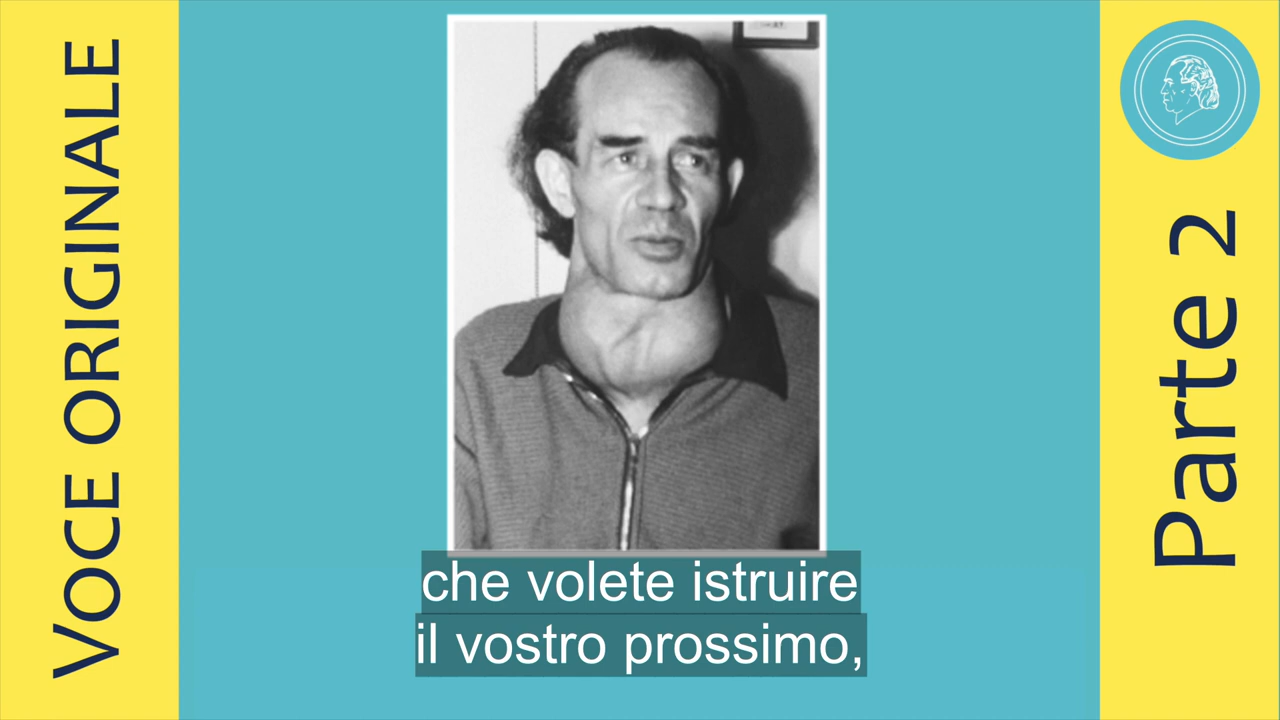 VOCE ORIGINALE
che volete istruire
il vostro prossimo,
Parte 2